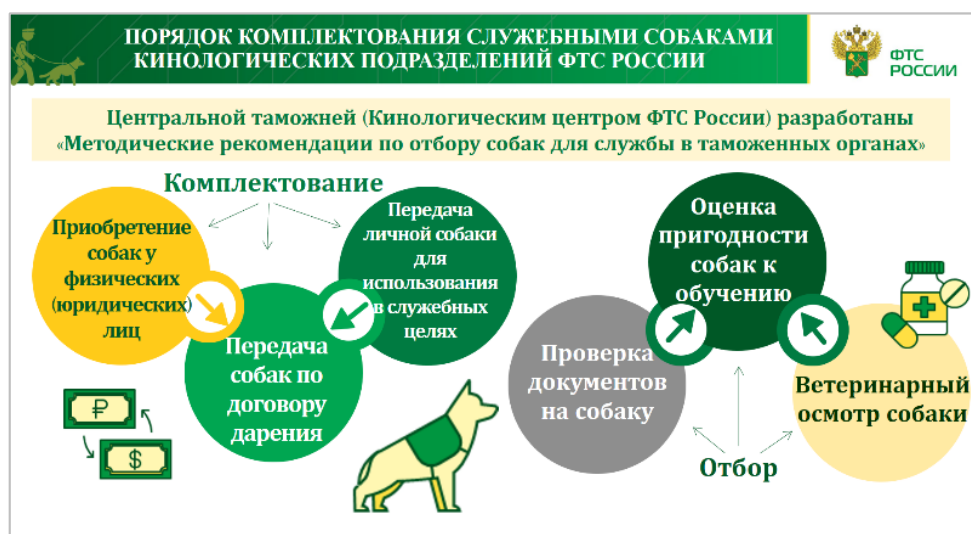 ПОРЯДОК КОМПЛЕКТОВАНИЯ СЛУЖЕБНЫМИ СОБАКАМИ
КИНОЛОГИЧЕСКИХ ПОДРАЗДЕЛЕНИЙ ФТС РОССИИ
ФТС
РОССИИ
Центральной таможней (Кинологическим центром ФТС России) разработаны
«Методические рекомендации по отбору собак для службы в таможенных органах»
Комплектование
Приобретение
собак у
физических
(юридических)
лиц
Передача
собак по
договору
дарения
Передача
личной собаки
для
использования
в служебных
целях
₽
$
Оценка
пригодности
собак к
обучению
Проверка
документов
на собаку
Ветеринарный
осмотр собаки
Отбор